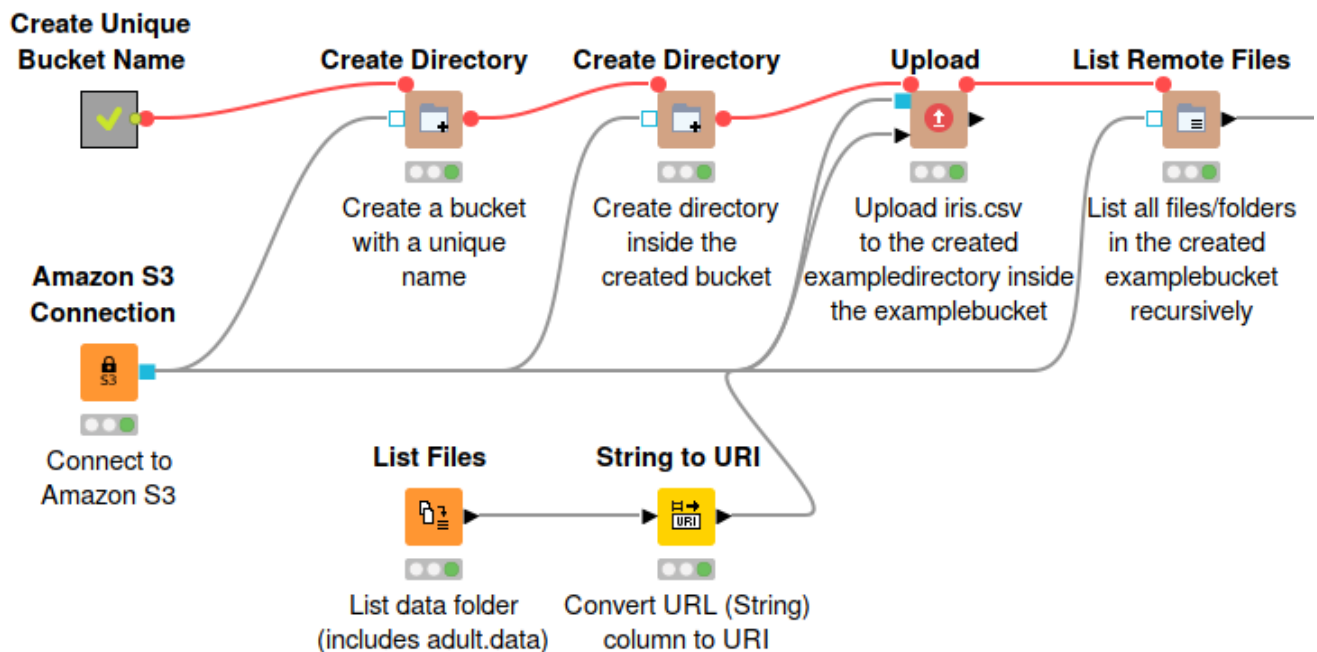 Create Unique
Bucket Name
Create Directory
Create Directory
Upload
List Remote Files
Create a bucket
with a unique
name
Create directory
inside the
created bucket
Upload iris.csv
to the created
exampledirectory inside
the examplebucket
List all files/folders
in the created
examplebucket
recursively
Amazon S3
Connection
S3
Connect to
Amazon S3
List Files
String to URI
URI
List data folder
(includes adult.data)
Convert URL (String)
column to URI